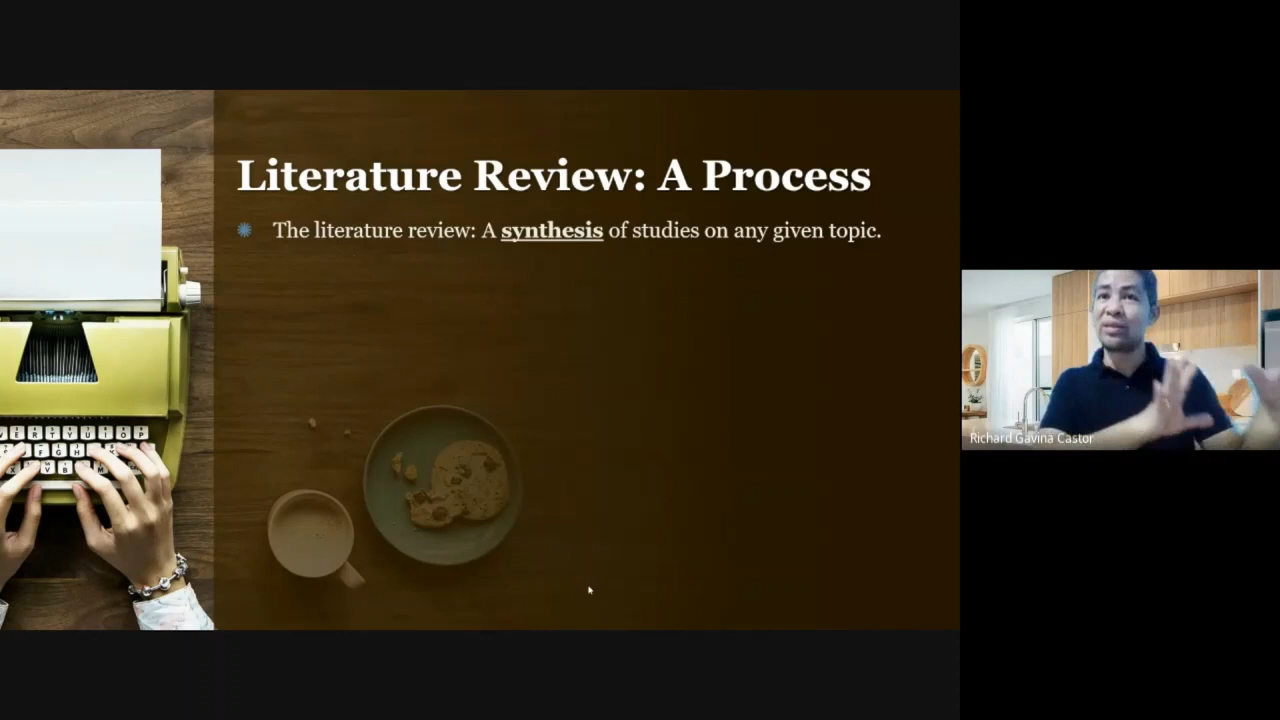 Literature Review: A Process
The literature review: A synthesis of studies on any given topic.
Richard Gavina Castor